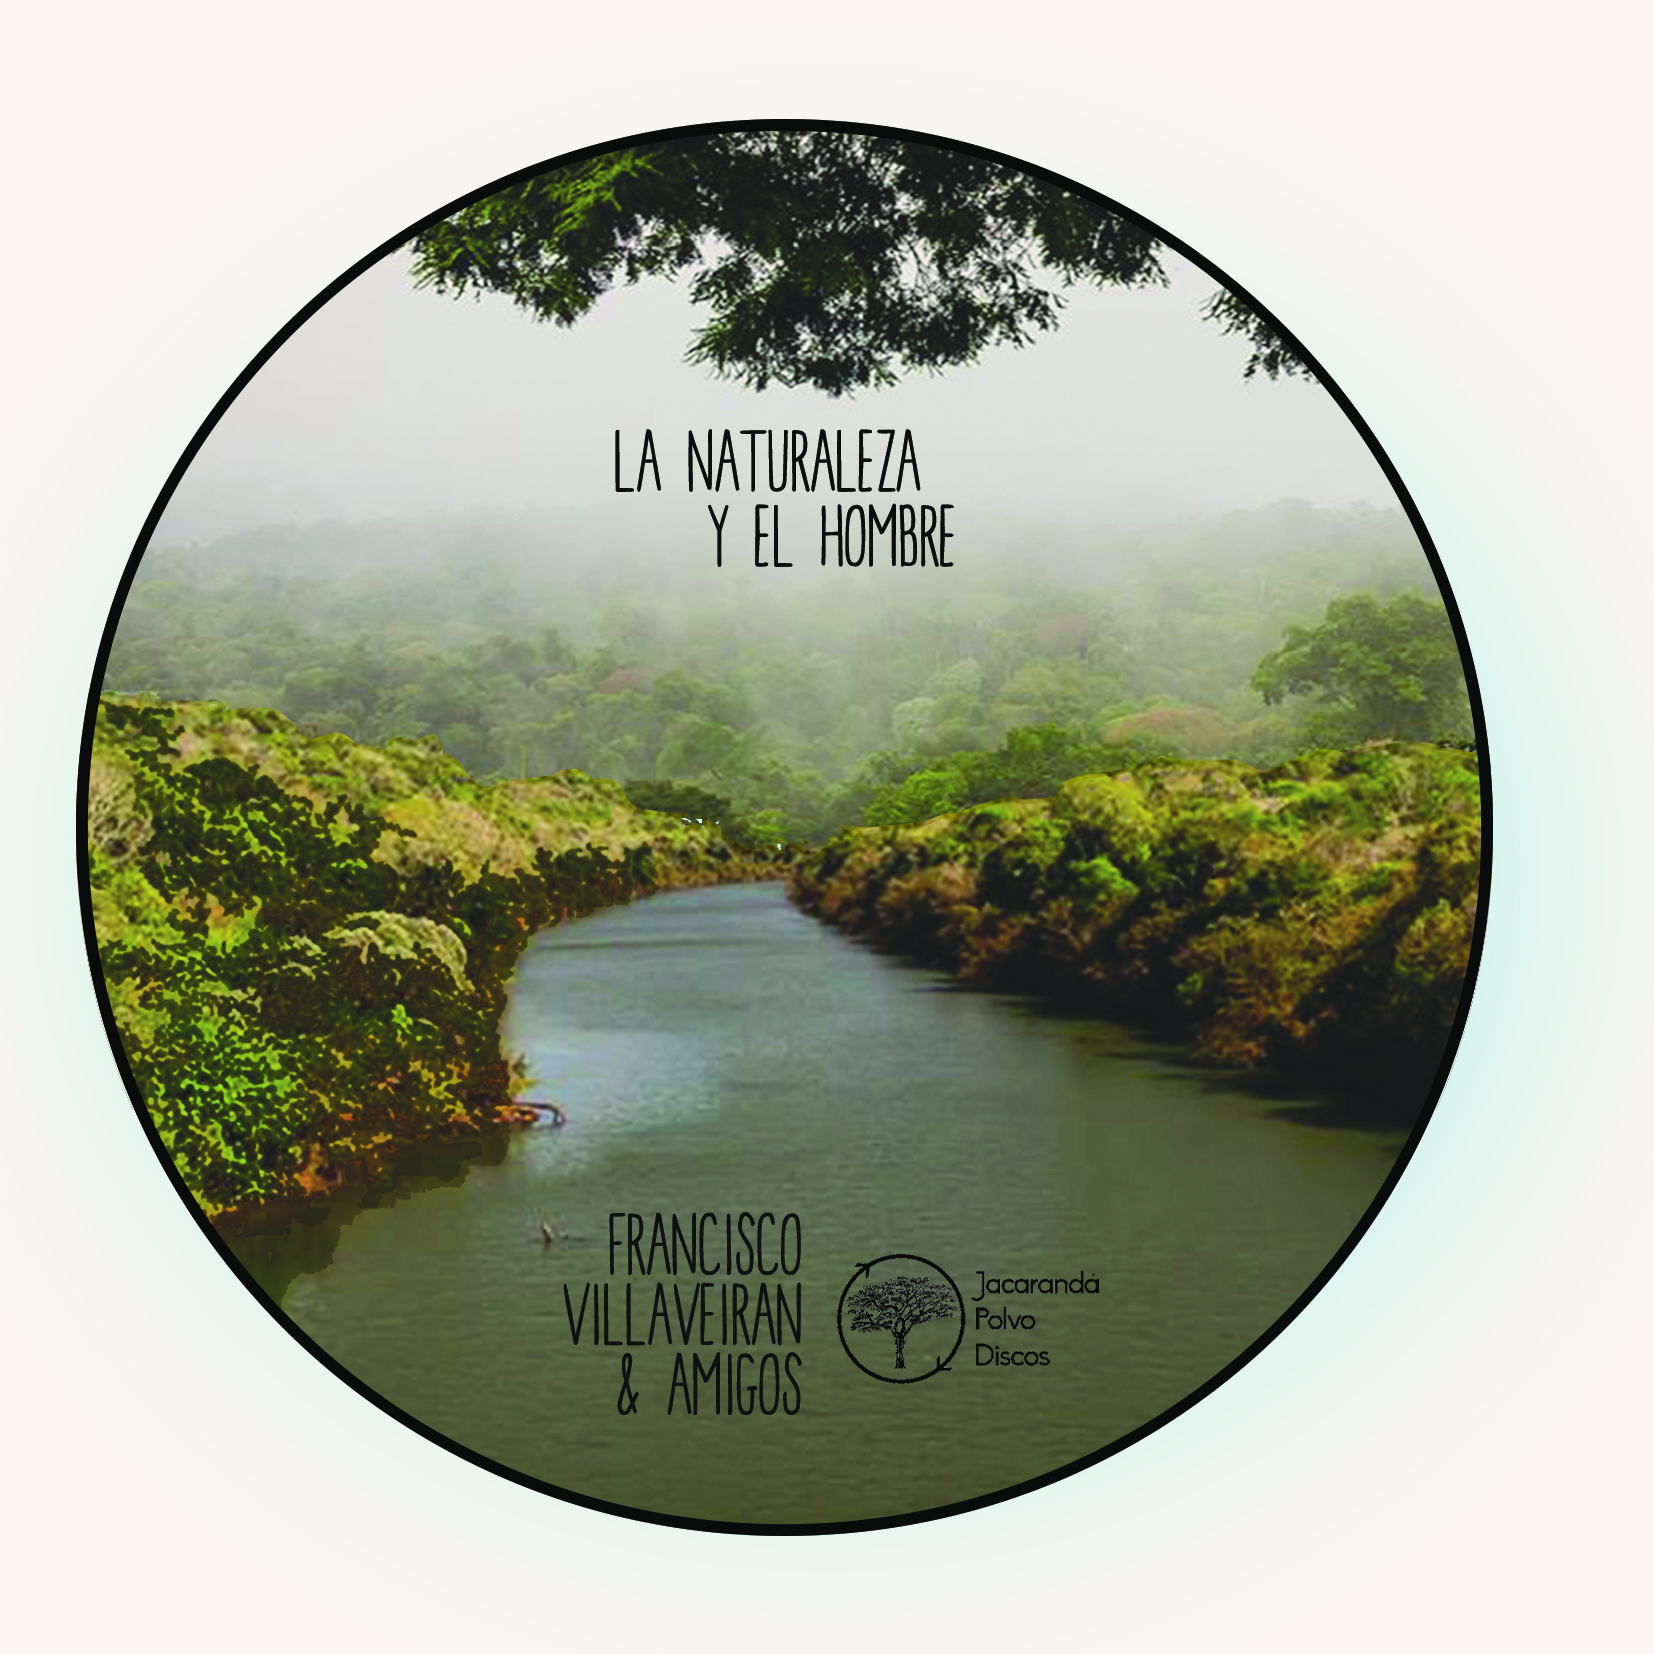 LA NATURALEZA
Y EL HOMBRE
FRANCISCO
VILLAVEIRAN
& AMIGOS
Jacarandá
Polvo
Discos